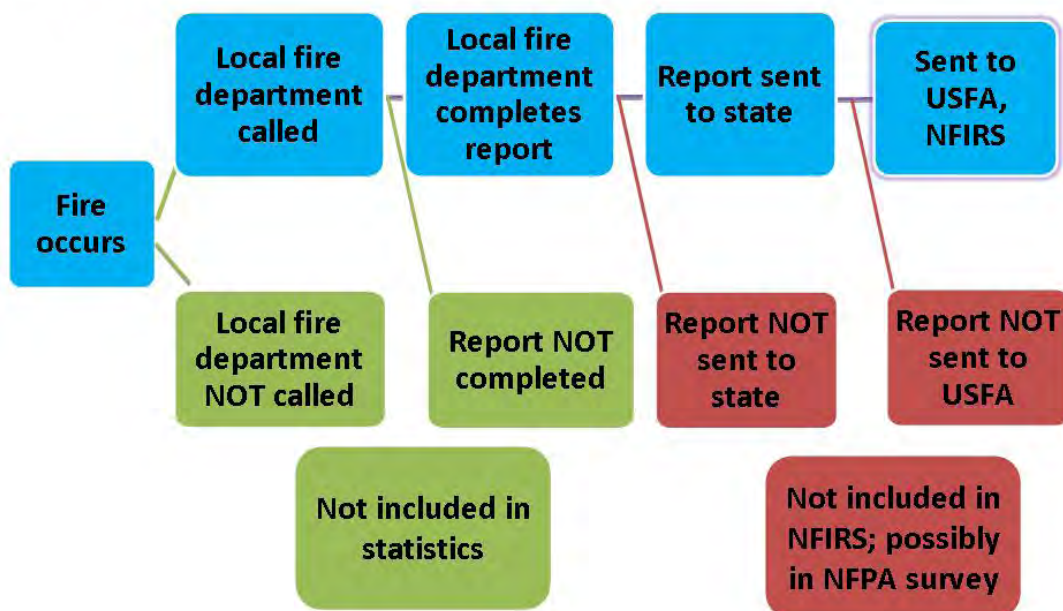 Fire
occurs
Local fire
department
called
Local fire
department
completes
report
Report sent
to state
Sent to
USFA,
NFIRS
Local fire
department
NOT called
Report NOT
completed
Report NOT
sent to
state
Report NOT
sent to
USFA
Not included in
statistics
Not included in
NFIRS; possibly
in NFPA survey